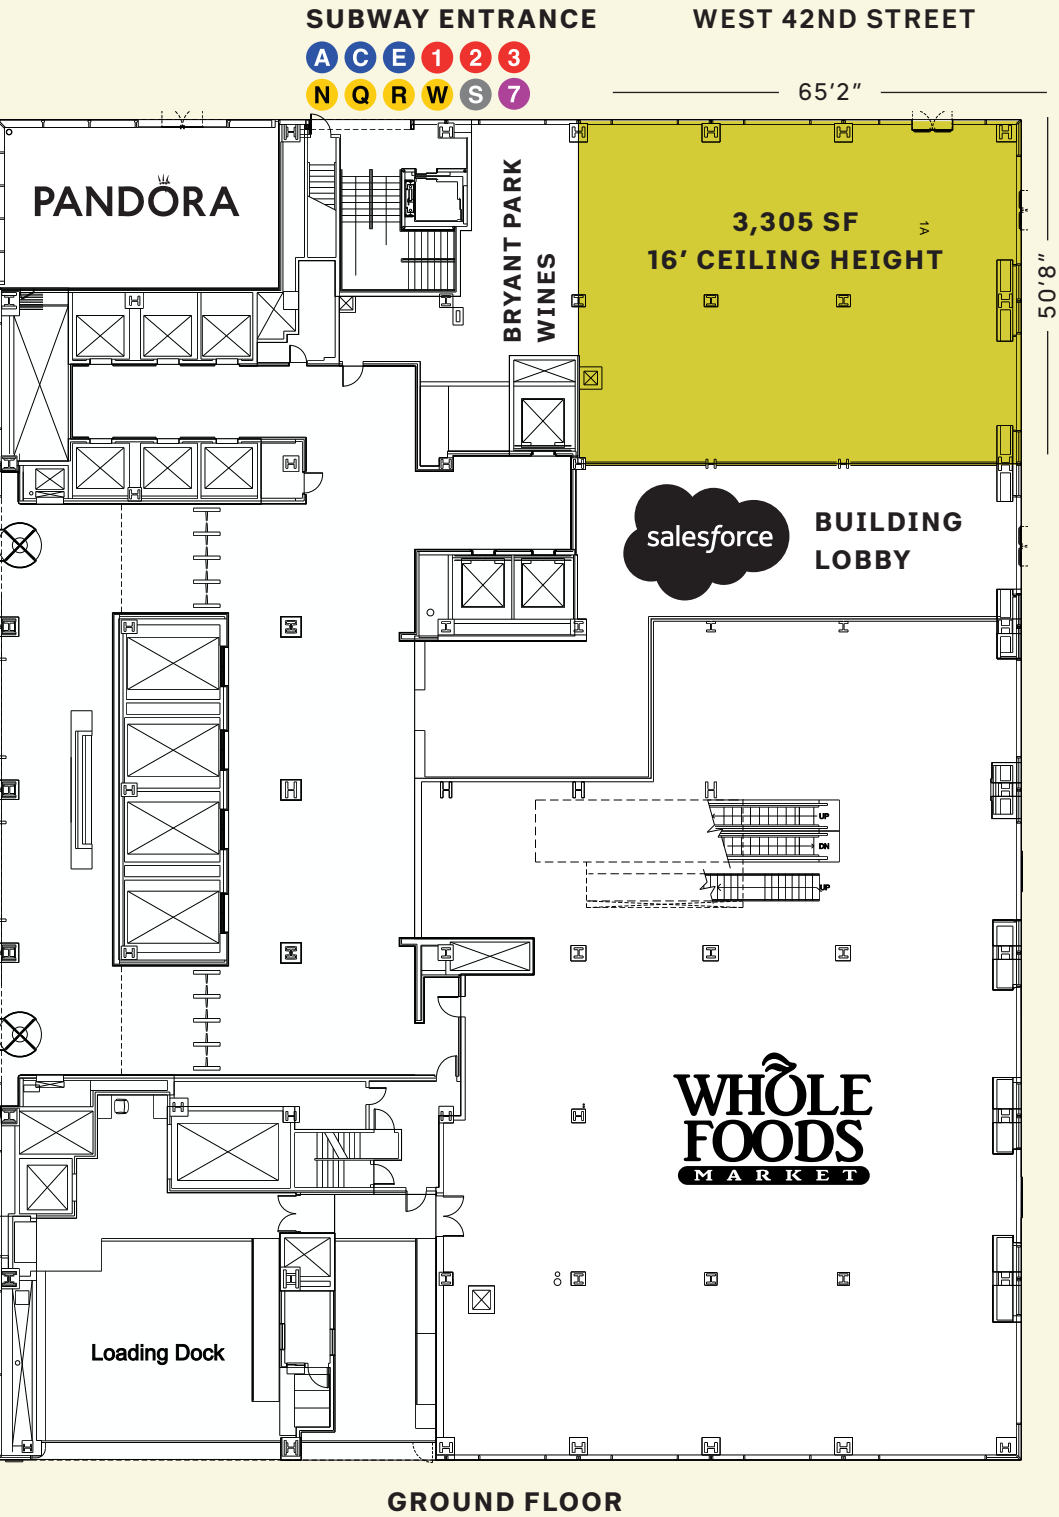 SUBWAY ENTRANCE
WEST 42ND STREET
A C E 1 2 3
N Q R W S 7
65'2”
PANDÓRA
BRYANT PARK
WINES
3,305 SF
16’ CEILING HEIGHT
1A
50'8”
salesforce
BUILDING
LOBBY
UP
DN
UP
WHOLE
FOODS
MARKET
Loading Dock
GROUND FLOOR